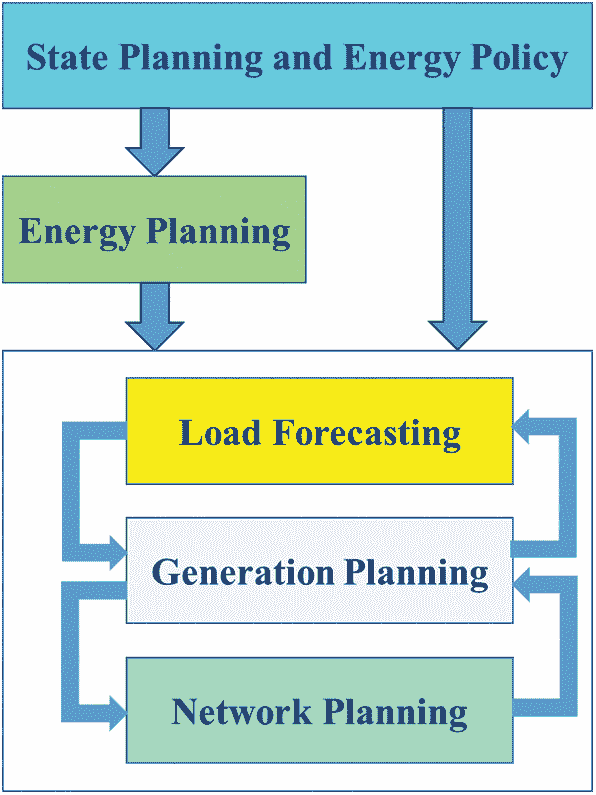 State Planning and Energy Policy
Energy Planning
Load Forecasting
Generation Planning
Network Planning